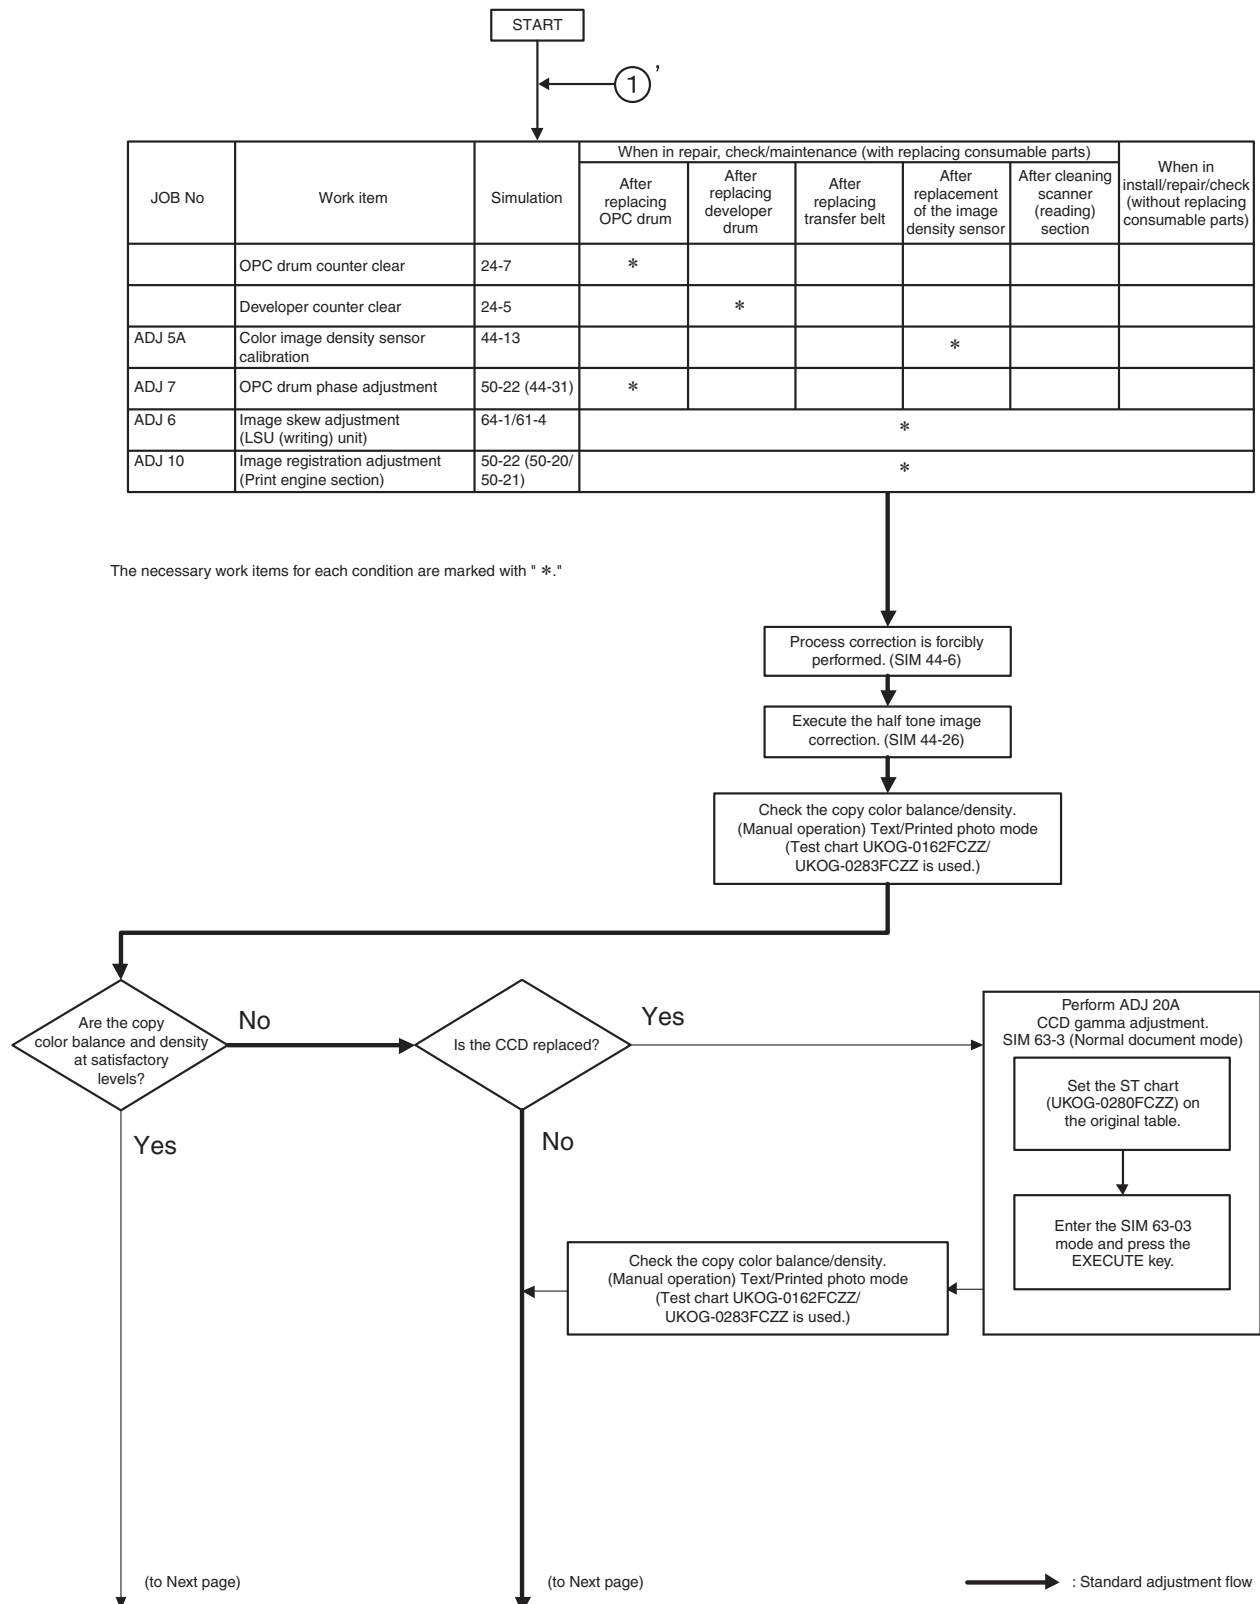 START
1'
When in repair, check/maintenance (with replacing consumable parts)
JOB No
Work item
Simulation
After
replacing
OPC drum
After
replacing
developer
drum
After
replacing
transfer belt
After
replacement
of the image
density sensor
After cleaning
scanner
(reading)
section
When in
install/repair/check
(without replacing
consumable parts)
OPC drum counter clear 24-7 *
Developer counter clear 24-5 *
ADJ 5A Color image density sensor 44-13 *
calibration
ADJ 7 OPC drum phase adjustment 50-22 (44-31) *
ADJ 6 Image skew adjustment 64-1/61-4 *
(LSU (writing) unit)
ADJ 10 Image registration adjustment 50-22 (50-20/ *
(Print engine section) 50-21)
The necessary work items for each condition are marked with " *."
Process correction is forcibly
performed. (SIM 44-6)
Execute the half tone image
correction. (SIM 44-26)
Check the copy color balance/density.
(Manual operation) Text/Printed photo mode
(Test chart UKOG-0162FCZZ/
UKOG-0283FCZZ is used.)
Are the copy
color balance and density
at satisfactory
levels?
No
Yes
Is the CCD replaced?
Yes
No
Perform ADJ 20A
CCD gamma adjustment.
SIM 63-3 (Normal document mode)
Set the ST chart
(UKOG-0280FCZZ) on
the original table.
Enter the SIM 63-03
mode and press the
EXECUTE key.
Check the copy color balance/density.
(Manual operation) Text/Printed photo mode
(Test chart UKOG-0162FCZZ/
UKOG-0283FCZZ is used.)
(to Next page)
(to Next page)
: Standard adjustment flow